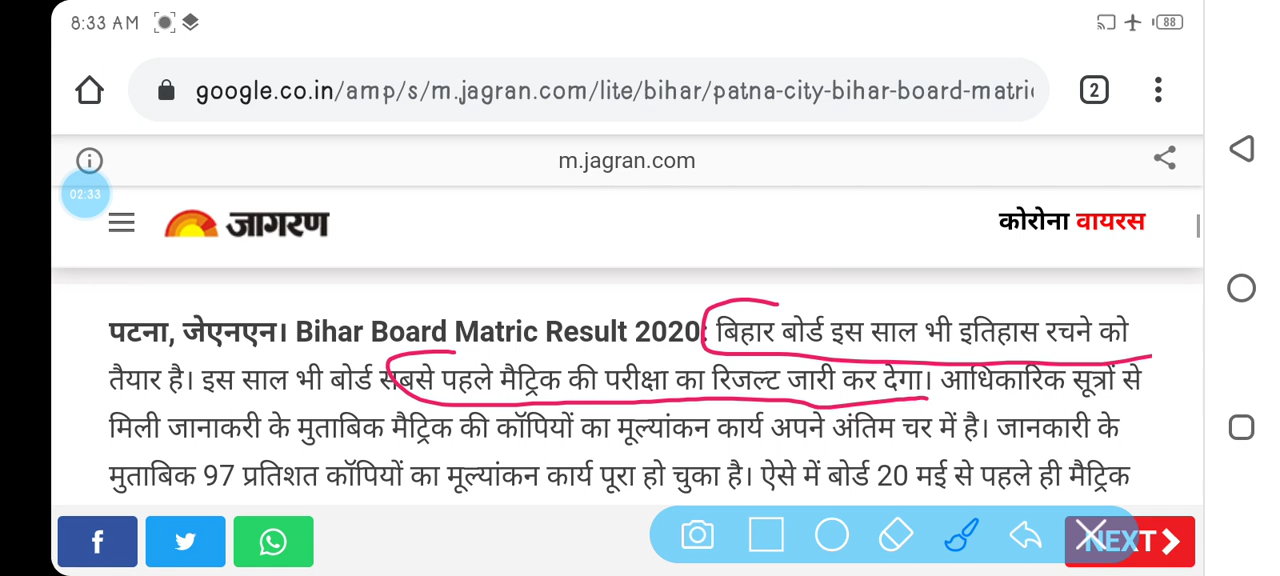 8:33 AM
88
google.co.in/amp/s/m.jagran.com/lite/bihar/patna-city-bihar-board-matric
2
m.jagran.com
02:33
जागरण
कोरोना वायरस
पटना, जेएनएन। Bihar Board Matric Result 2020: बिहार बोर्ड इस साल भी इतिहास रचने को
तैयार है। इस साल भी बोर्ड सबसे पहले मैट्रिक की परीक्षा का रिजल्ट जारी कर देगा। आधिकारिक सूत्रों से
मिली जानाकरी के मुताबिक मैट्रिक की कॉपियों का मूल्यांकन कार्य अपने अंतिम चर में है। जानकारी के
मुताबिक 97 प्रतिशत कॉपियों का मूल्यांकन कार्य पूरा हो चुका है। ऐसे में बोर्ड 20 मई से पहले ही मैट्रिक
NEXT